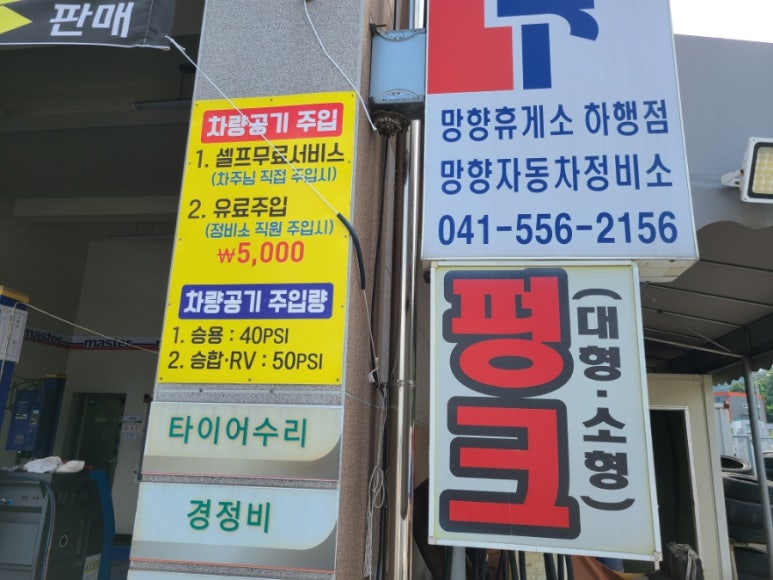 판매
차량공기 주입
1. 셀프무료서비스
(차주님 직접 주입시)
2. 유료주입
(정비소 직원 주입시)
₩5,000
차량공기 주입량
1. 승용 : 40PSI
2. 승합·RV : 50PSI
타이어수리
경정비
망향휴게소 하행점
망향자동차정비소
041-556-2156
펑크
(대형·소형)
master
master